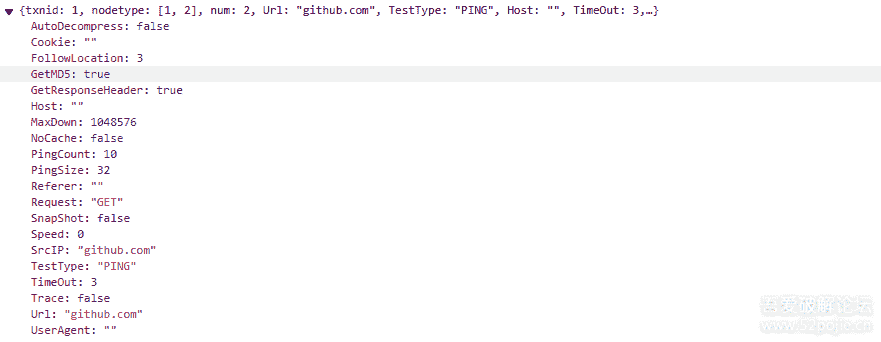 {txnid: 1, nodetype: [1, 2], num: 2, Url: "github.com", TestType: "PING", Host: "", TimeOut: 3,…}
AutoDecompress: false
Cookie: ""
FollowLocation: 3
GetMD5: true
GetResponseHeader: true
Host: ""
MaxDown: 1048576
NoCache: false
PingCount: 10
PingSize: 32
Referer: ""
Request: "GET"
SnapShot: false
Speed: 0
SrcIP: "github.com"
TestType: "PING"
TimeOut: 3
Trace: false
Url: "github.com"
UserAgent: ""
吾爱破解论坛
www.52pojie.cn